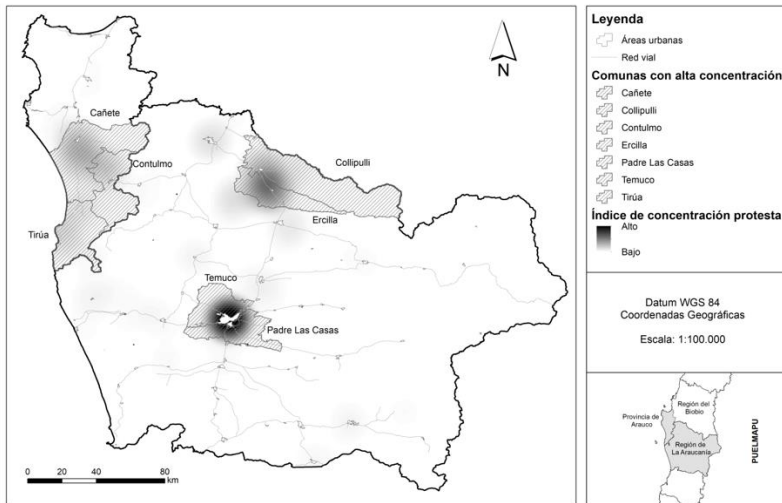 Cañete
Contulmo
Tirúa
Collipulli
Ercilla
Temuco
Padre Las Casas
N
0 20 40 80
km
Leyenda
Áreas urbanas
Red vial
Comunas con alta concentración
Cañete
Collipulli
Contulmo
Ercilla
Padre Las Casas
Temuco
Tirúa
Índice de concentración protesta
Alto
Bajo
Datum WGS 84
Coordenadas Geográficas
Escala: 1:100.000
Región del
Biobio
Provincia de
Arauco
Región de
La Araucanía
PUELMAPU